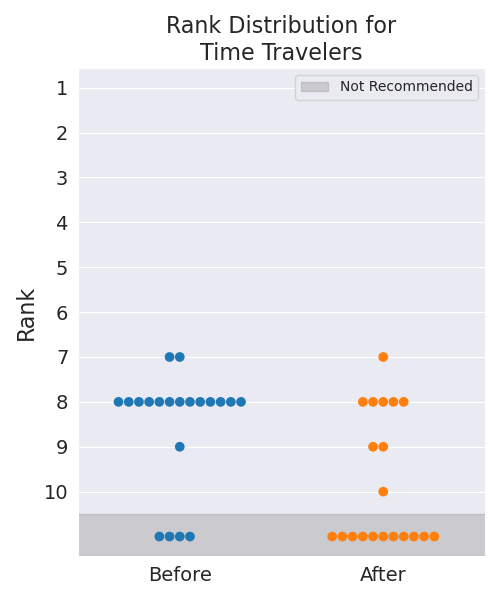 Rank Distribution for
Time Travelers
Not Recommended
1
2
3
4
5
6
7
8
9
10
Rank
Before
After